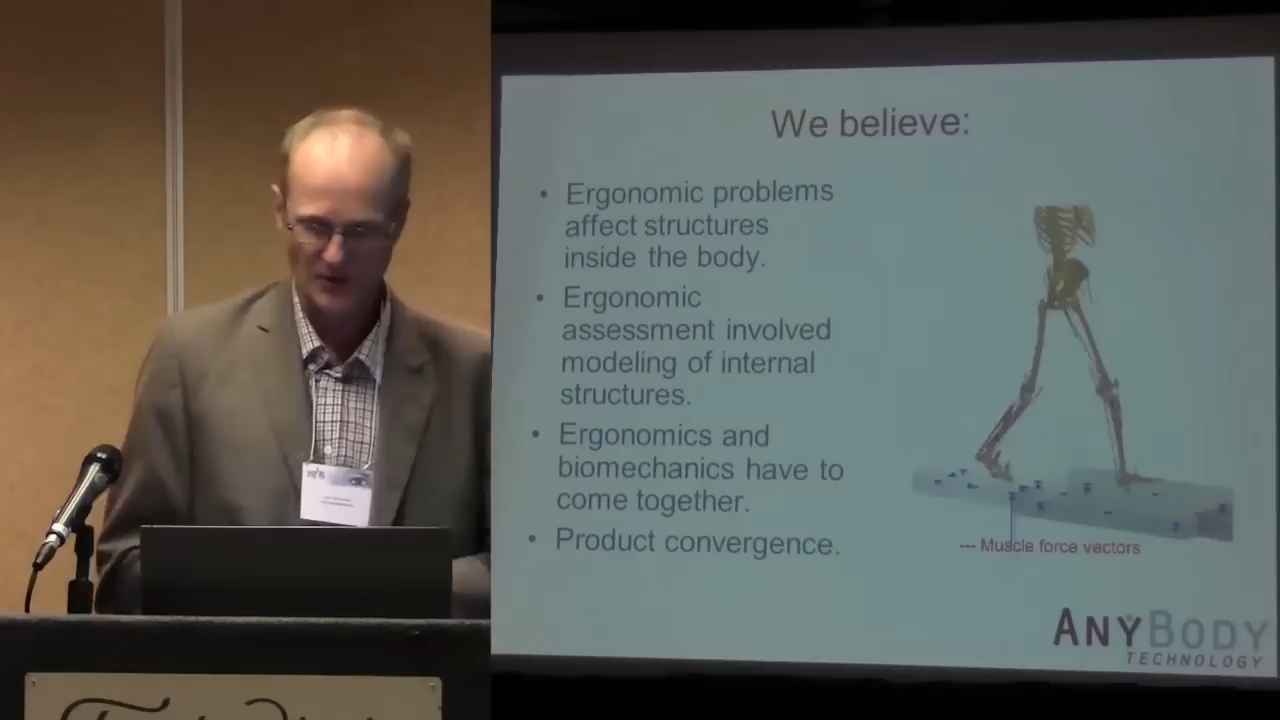 We believe:
• Ergonomic problems
affect structures
inside the body.
• Ergonomic
assessment involved
modeling of internal
structures.
• Ergonomics and
biomechanics have to
come together.
• Product convergence.
--- Muscle force vectors
ANYBODY
TECHNOLOGY